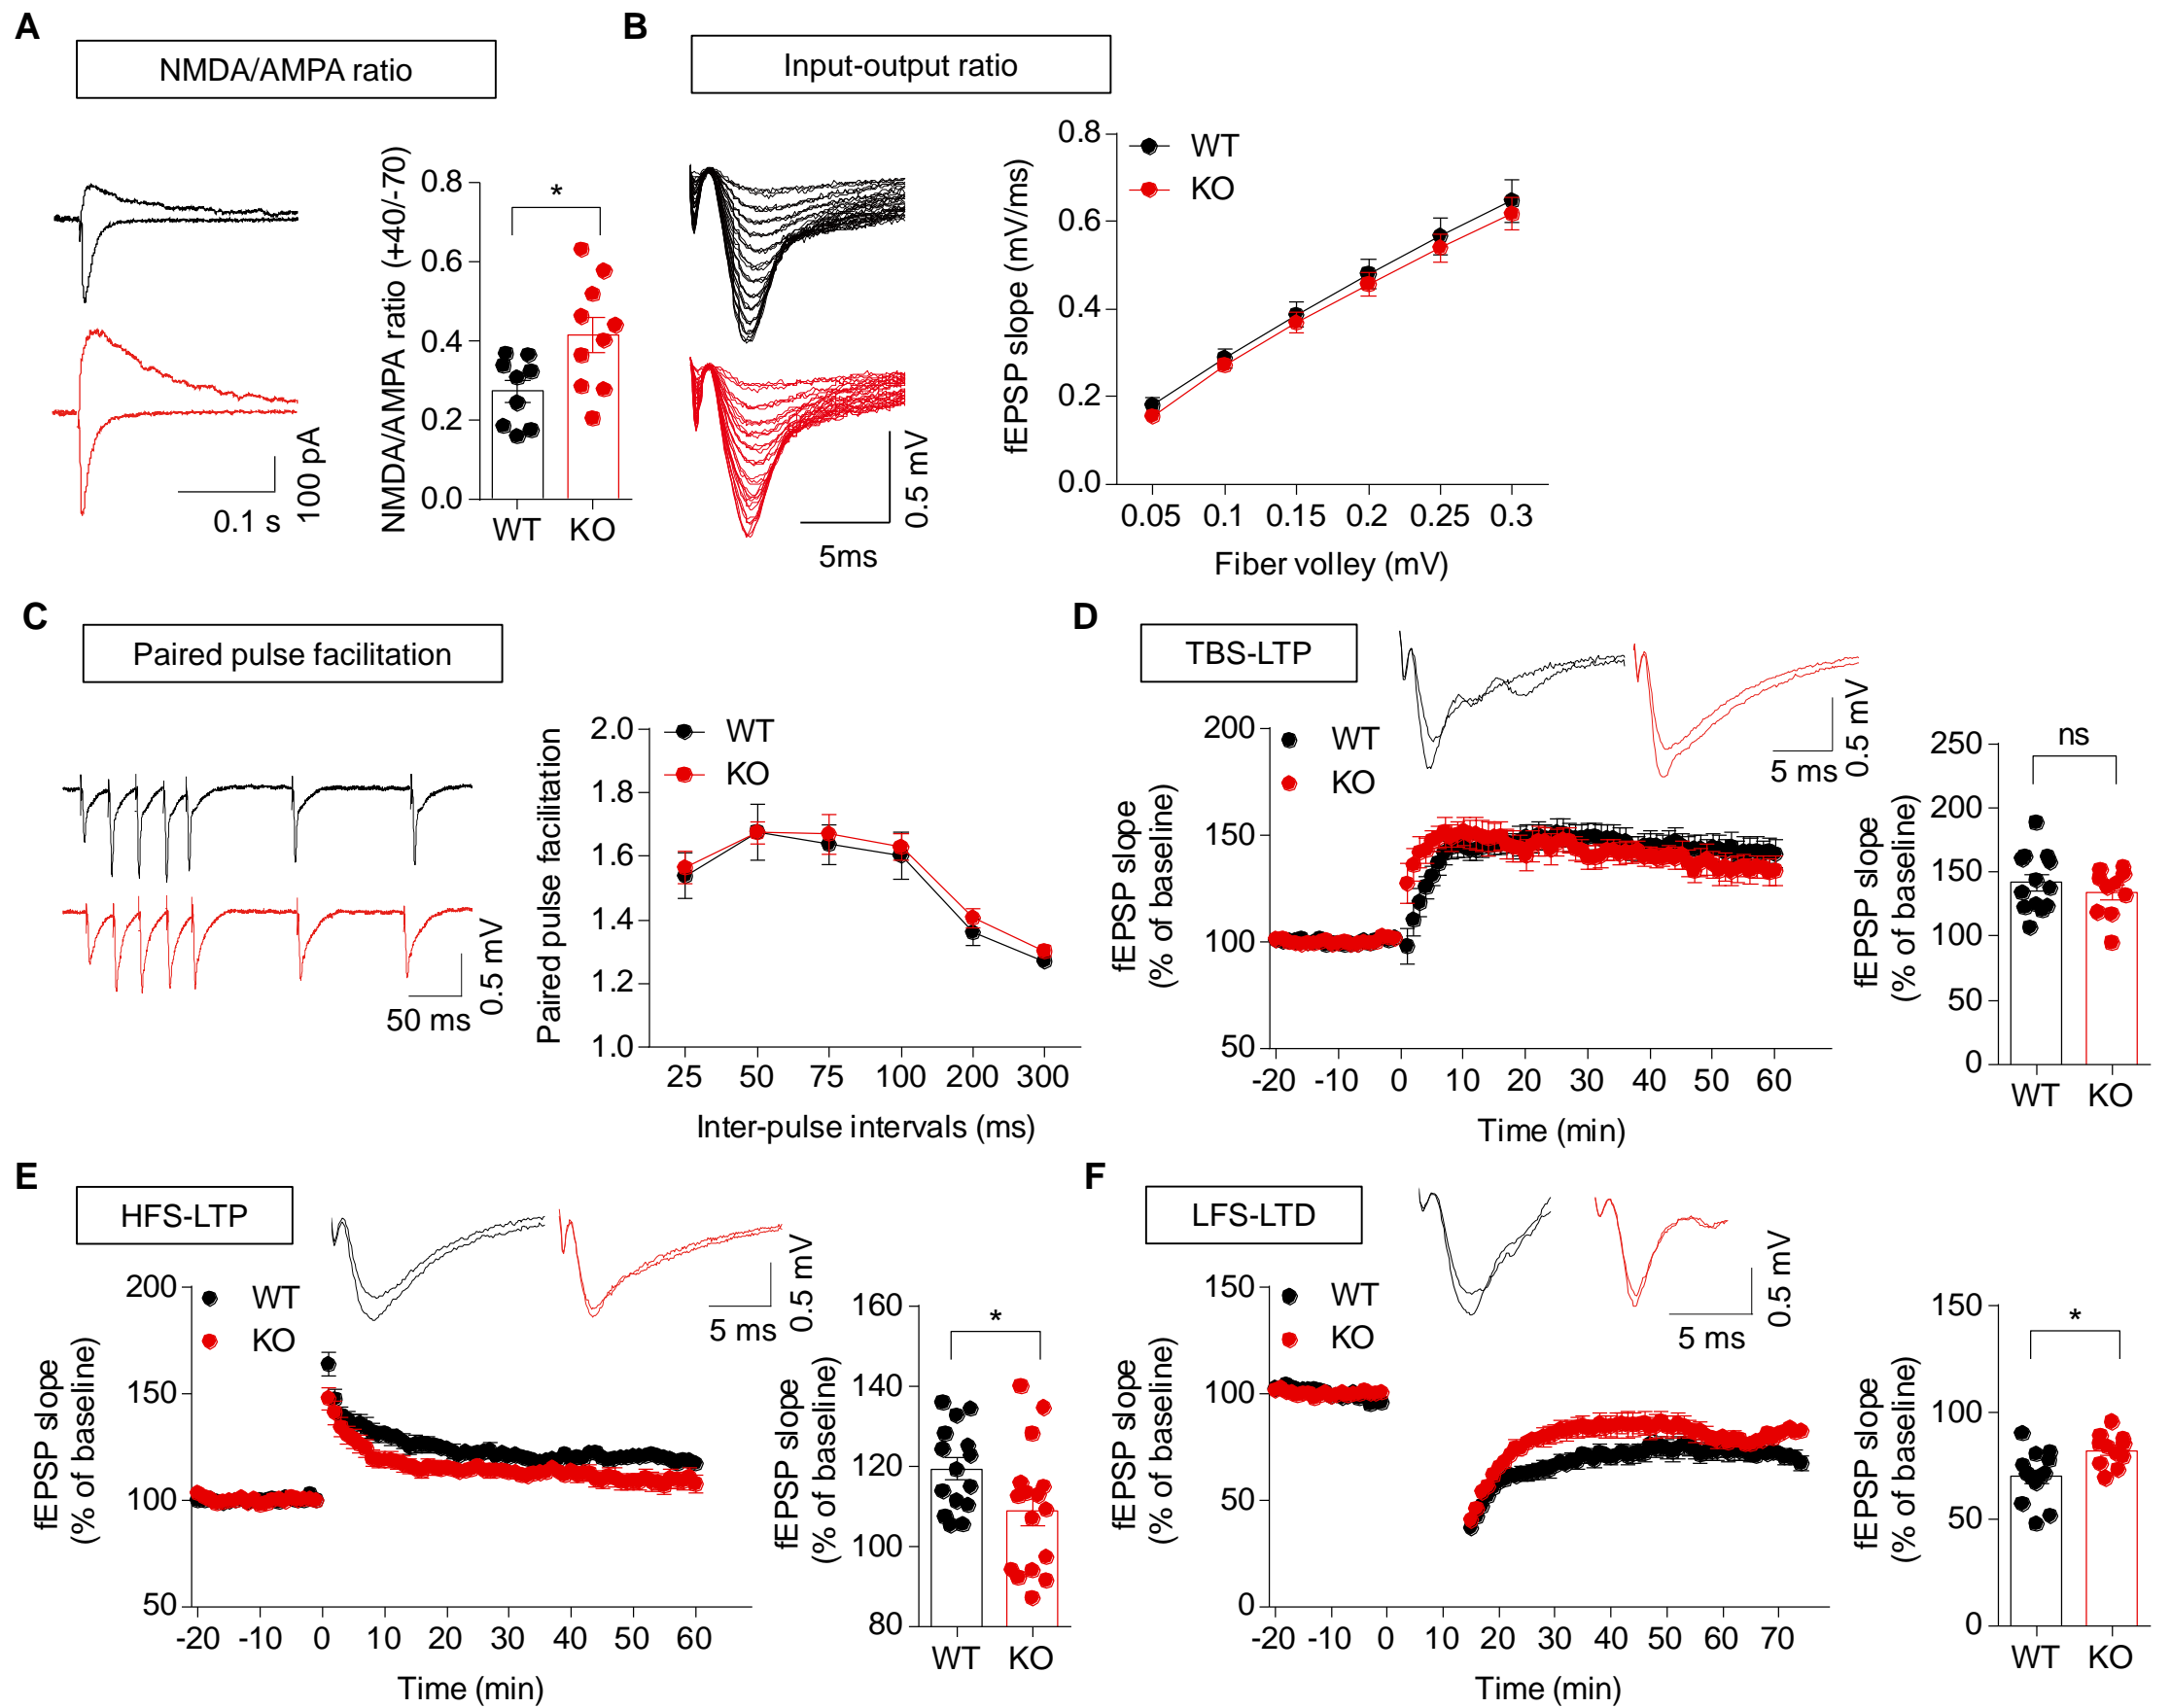 A
NMDA/AMPA ratio
0.1 s
100 pA
NMDA/AMPA ratio (+40/-70)
0.8
0.6
0.4
0.2
0.0
*
WT
KO
B
Input-output ratio
5ms
0.5 mV
fEPSP slope (mV/ms)
0.8
0.6
0.4
0.2
0.0
WT
KO
0.05 0.1 0.15 0.2 0.25 0.3
Fiber volley (mV)
C
Paired pulse facilitation
50 ms
0.5 mV
Paired pulse facilitation
2.0
1.8
1.6
1.4
1.2
1.0
WT
KO
25 50 75 100 200 300
Inter-pulse intervals (ms)
D
TBS-LTP
5 ms
0.5 mV
fEPSP slope
(% of baseline)
200
150
100
50
WT
KO
-20 -10 0 10 20 30 40 50 60
Time (min)
fEPSP slope
(% of baseline)
250
200
150
100
50
0
ns
WT KO
E
HFS-LTP
5 ms
0.5 mV
fEPSP slope
(% of baseline)
200
150
100
50
WT
KO
-20 -10 0 10 20 30 40 50 60
Time (min)
fEPSP slope
(% of baseline)
160
140
120
100
80
*
WT KO
F
LFS-LTD
5 ms
0.5 mV
fEPSP slope
(% of baseline)
150
100
50
0
WT
KO
-20 -10 0 10 20 30 40 50 60 70
Time (min)
fEPSP slope
(% of baseline)
150
100
50
0
*
WT KO